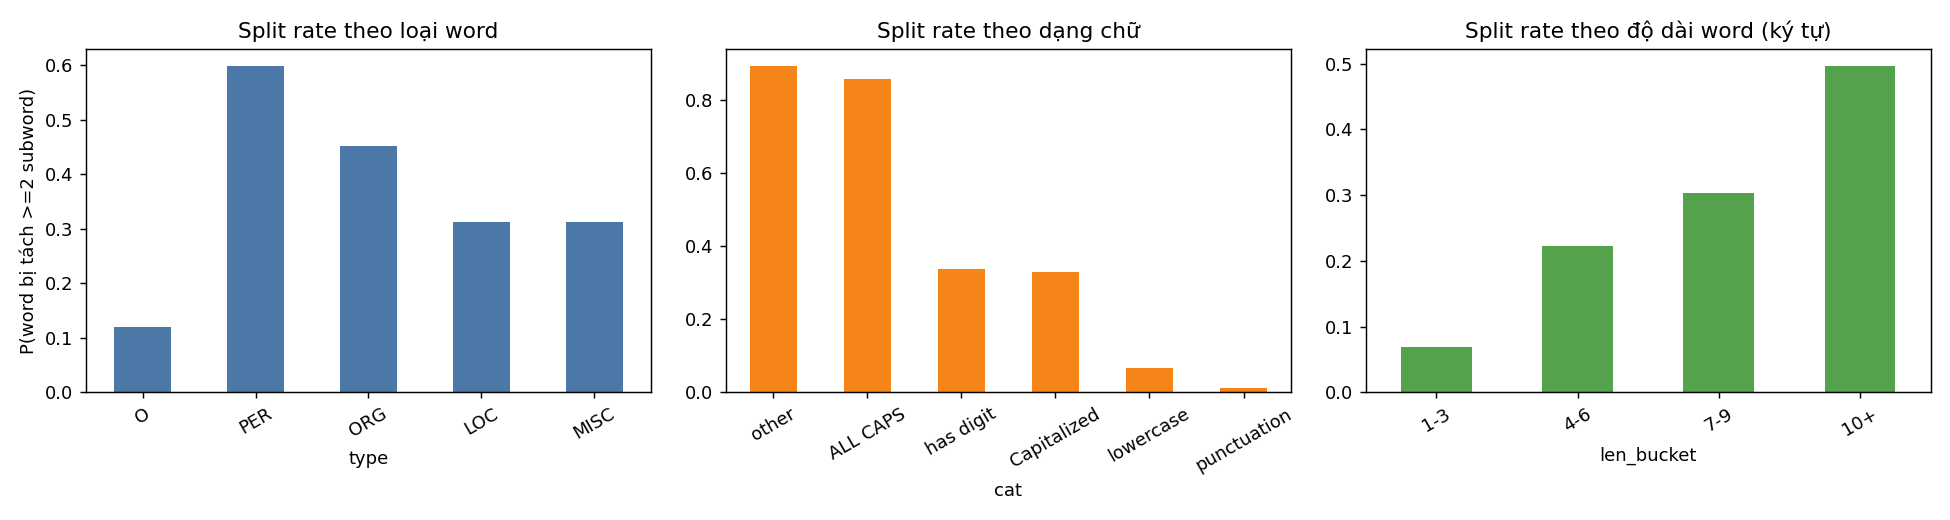 Split rate theo loại word
P(word bị tách >=2 subword)
0.6
0.5
0.4
0.3
0.2
0.1
0.0
O PER ORG LOC MISC
type
Split rate theo dạng chữ
0.8
0.6
0.4
0.2
0.0
other ALL CAPS has digit Capitalized lowercase punctuation
cat
Split rate theo độ dài word (ký tự)
0.5
0.4
0.3
0.2
0.1
0.0
1-3 4-6 7-9 10+
len_bucket